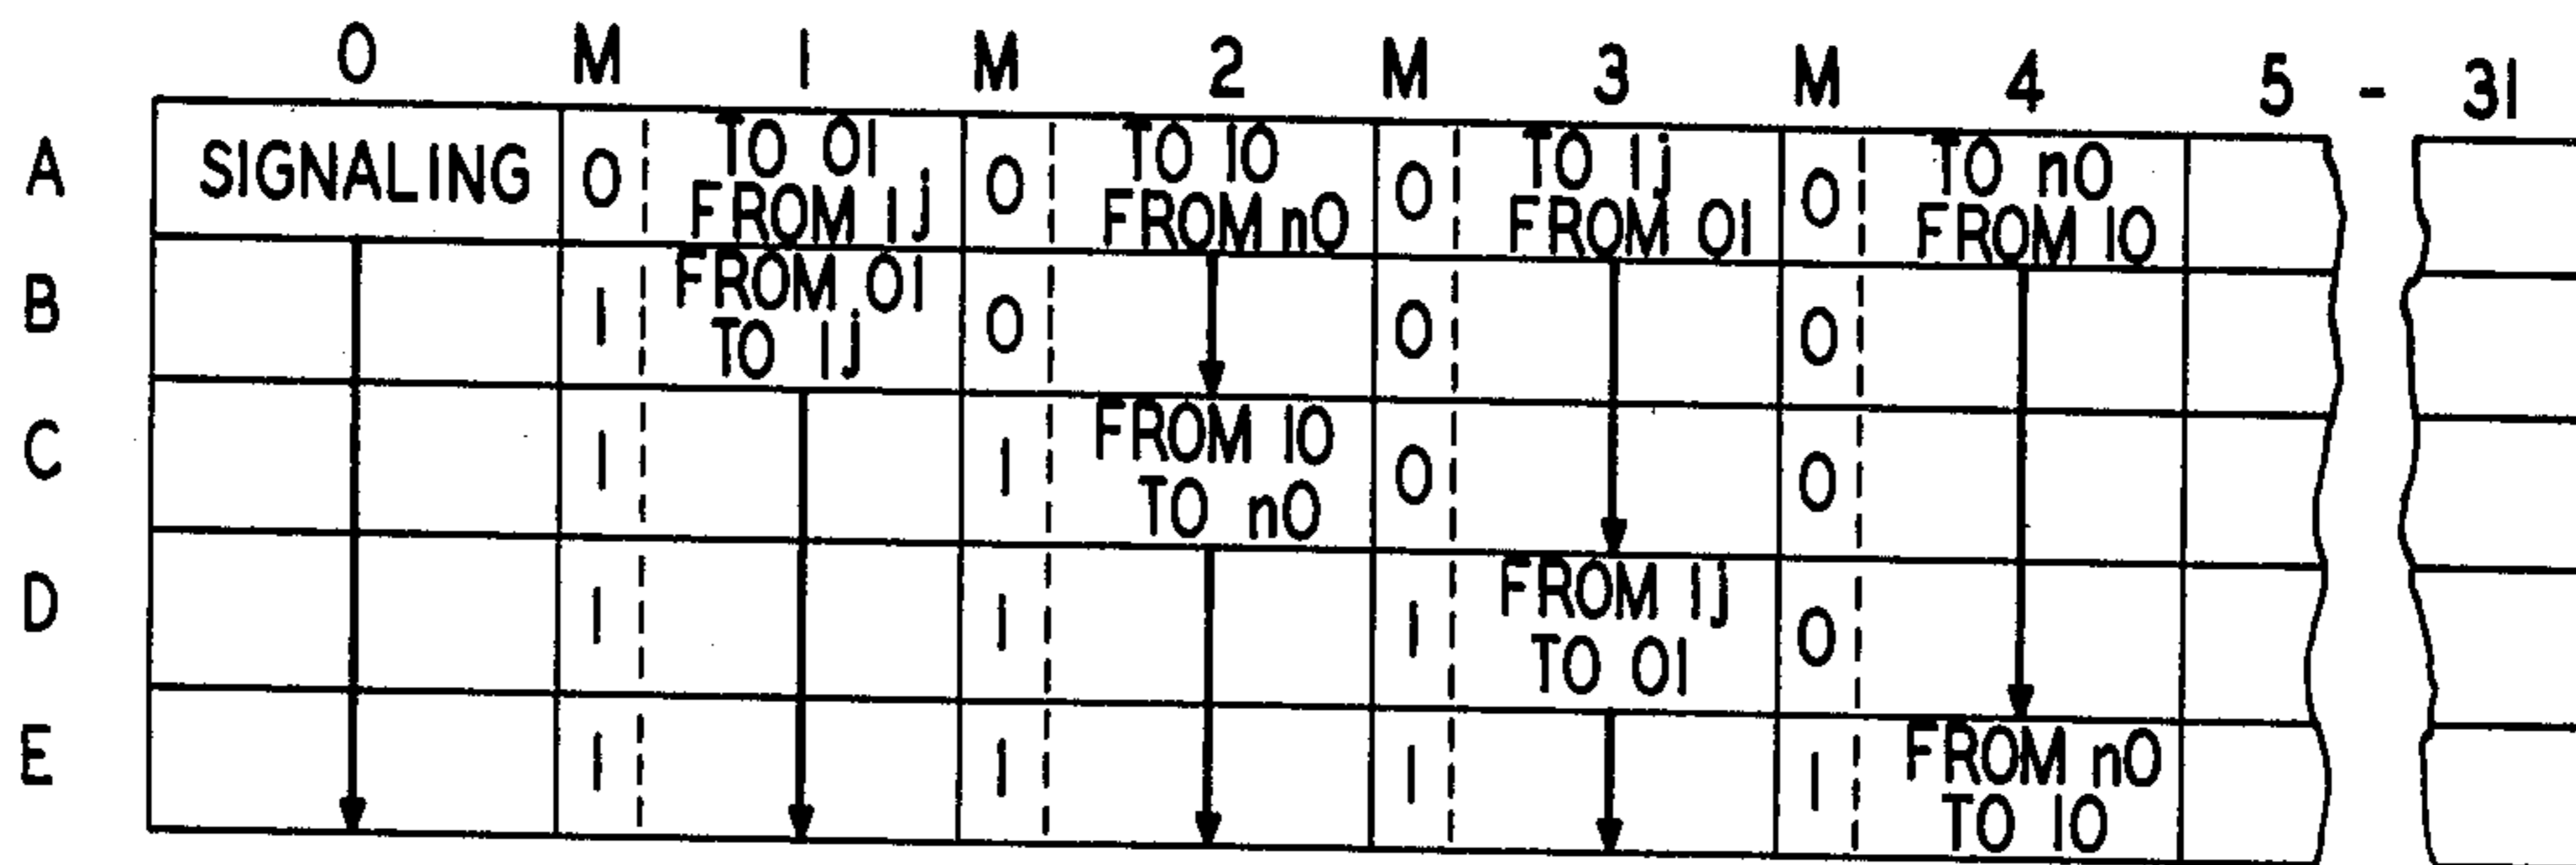 0 M 1 M 2 M 3 M 4 5 - 31
A SIGNALING 0 TO 01 0 TO 10 0 TO 1j 0 TO n0
FROM 1j FROM n0 FROM 01 FROM 10
B 1 FROM 01 0 0 0
TO 1j
C 1 1 FROM 10 0 0
TO n0
D 1 1 1 FROM 1j 0
TO 01
E 1 1 1 1 FROM n0
TO 10